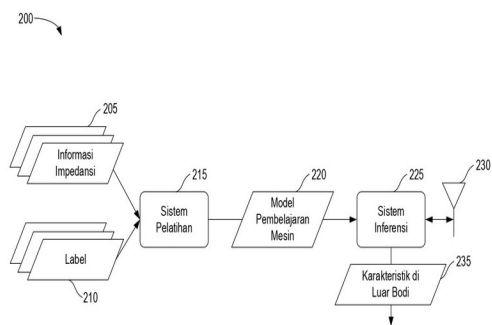 200
205
Informasi
Impedansi
215
Sistem
Pelatihan
220
Model
Pembelajaran
Mesin
225
Sistem
Inferensi
230
Label
210
Karakteristik di
Luar Bodi
235